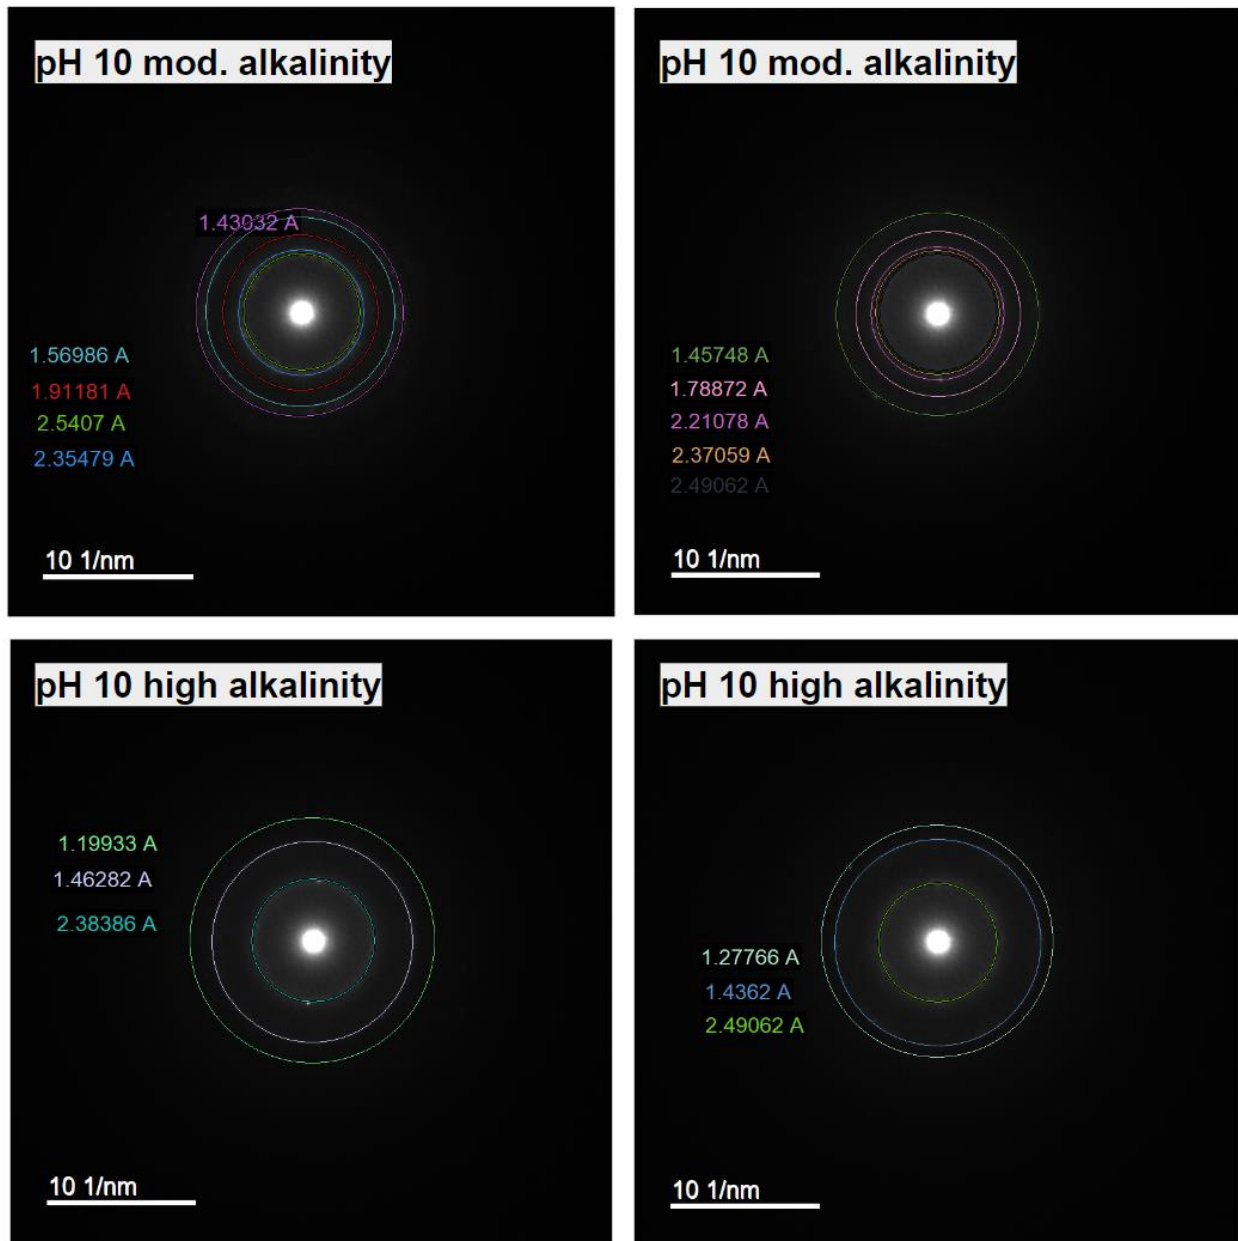 pH 10 mod. alkalinity
1.43032 A
1.56986 A
1.91181 A
2.5407 A
2.35479 A
10 1/nm
pH 10 mod. alkalinity
1.45748 A
1.78872 A
2.21078 A
2.37059 A
2.49062 A
10 1/nm
pH 10 high alkalinity
1.19933 A
1.46282 A
2.38386 A
10 1/nm
pH 10 high alkalinity
1.27766 A
1.4362 A
2.49062 A
10 1/nm